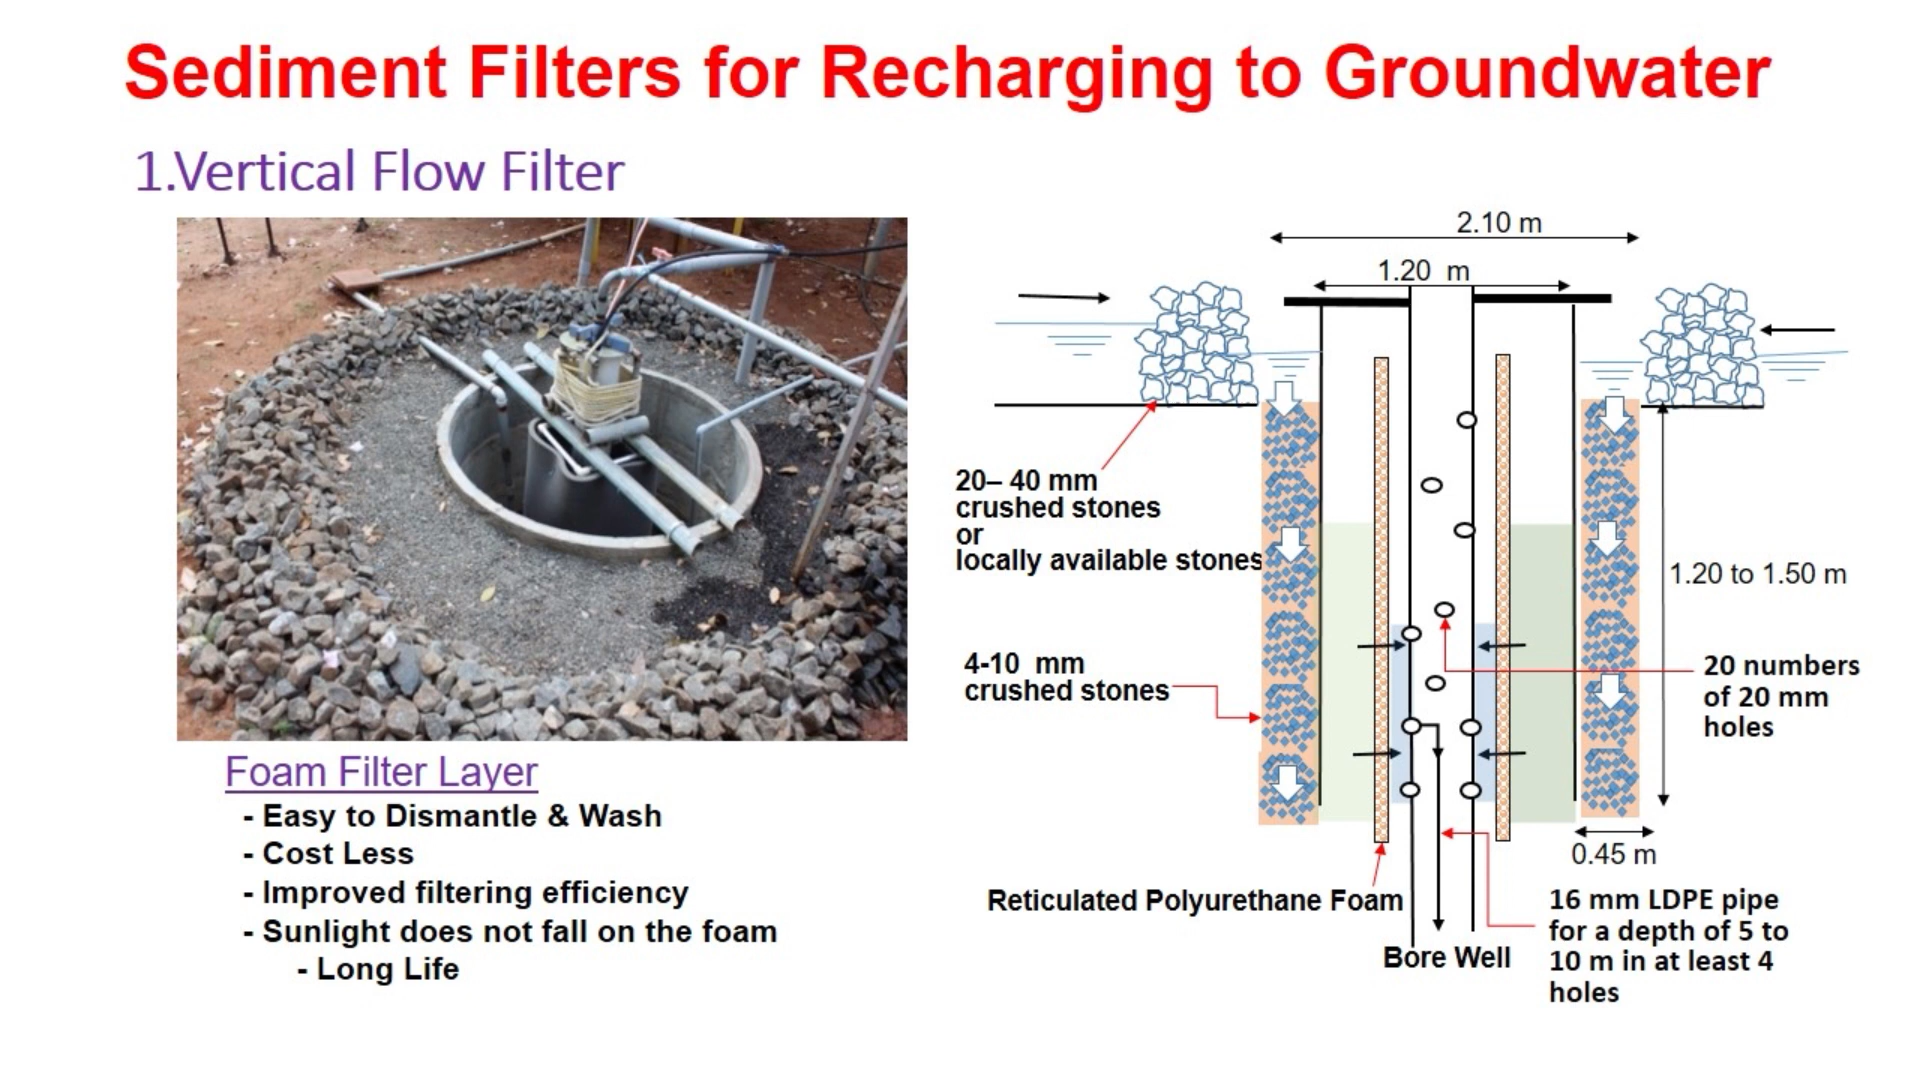 Sediment Filters for Recharging to Groundwater
1.Vertical Flow Filter
2.10 m
1.20 m
20– 40 mm
crushed stones
or
locally available stones
1.20 to 1.50 m
4-10 mm
crushed stones
20 numbers
of 20 mm
holes
0.45 m
Reticulated Polyurethane Foam
16 mm LDPE pipe
for a depth of 5 to
10 m in at least 4
holes
Bore Well
Foam Filter Layer
- Easy to Dismantle & Wash
- Cost Less
- Improved filtering efficiency
- Sunlight does not fall on the foam
- Long Life